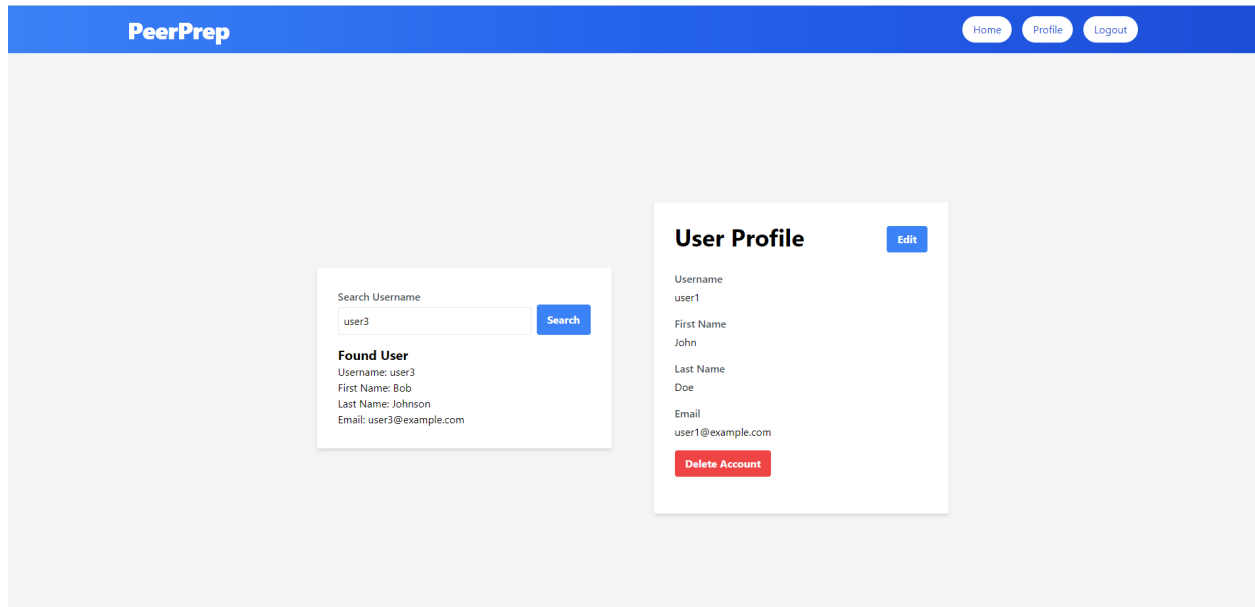 PeerPrep
Home
Profile
Logout
Search Username
user3
Search
Found User
Username: user3
First Name: Bob
Last Name: Johnson
Email: user3@example.com
User Profile
Edit
Username
user1
First Name
John
Last Name
Doe
Email
user1@example.com
Delete Account